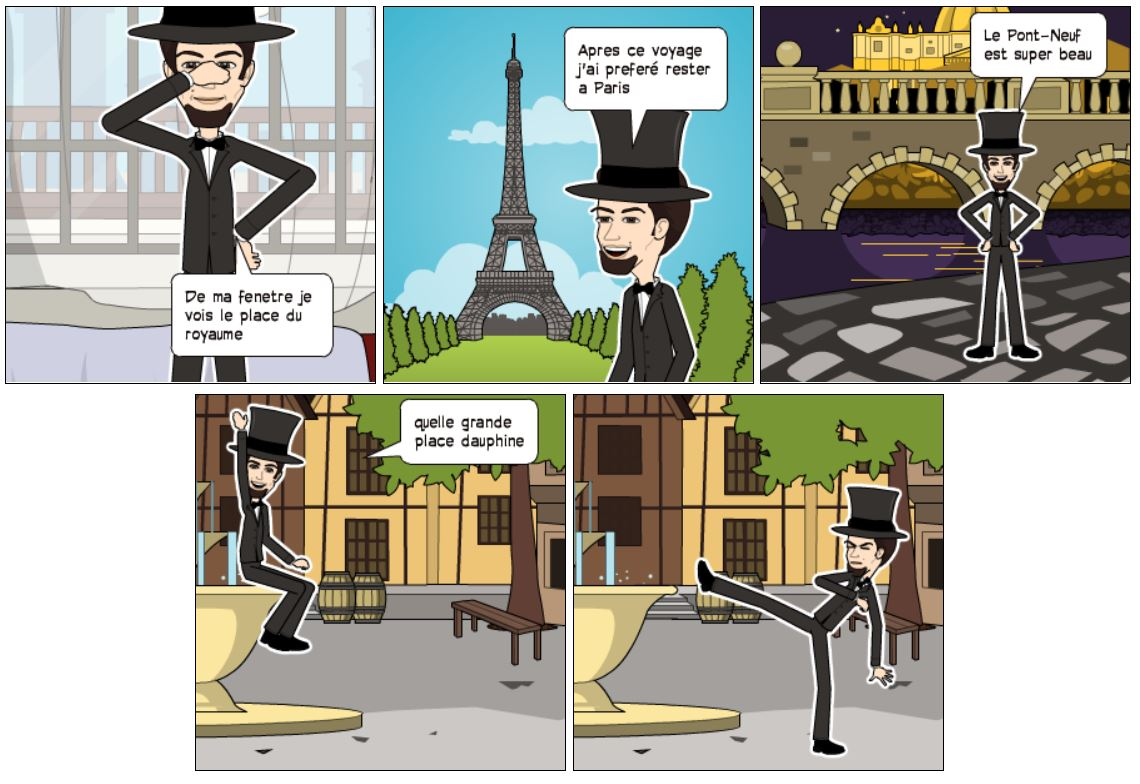 De ma fenetre je
vois le place du
royaume
Apres ce voyage
j'ai preferé rester
a Paris
Le Pont-Neuf
est super beau
quelle grande
place dauphine